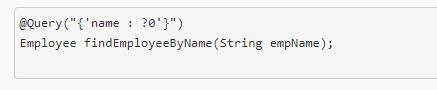 @Query("{'name : ?0'}")
Employee findEmployeeByName(String empName);